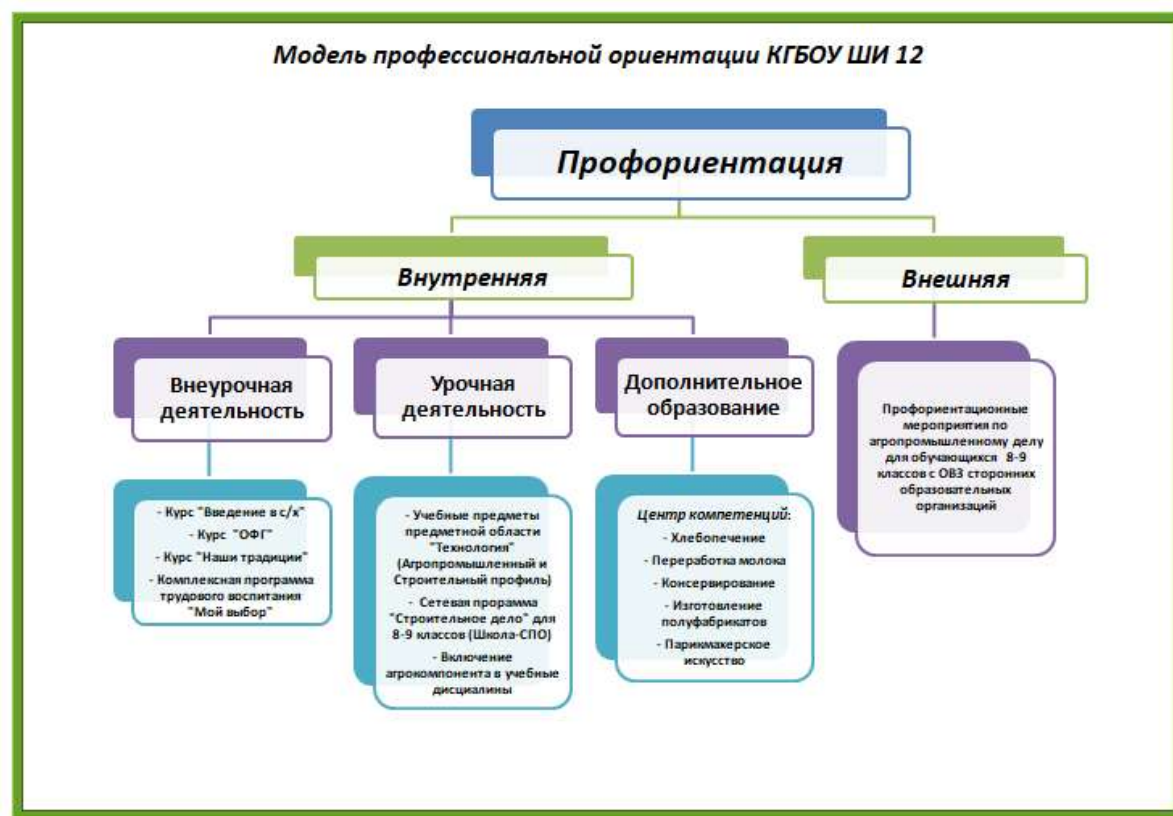 Модель профессиональной ориентации КГБОУ ШИ 12
Профориентация
Внутренняя
Внешняя
Внеурочная
деятельность
Урочная
деятельность
Дополнительное
образование
Профориентационные
мероприятия по
агропромышленному делу
для обучающихся 8-9
классов с ОВЗ сторонних
образовательных
организаций
- Курс "Введение в с/х"
- Курс "ОФГ"
- Курс "Наши традиции"
- Комплексная программа
трудового воспитания
"Мой выбор"
- Учебные предметы
предметной области
"Технология"
(Агропромышленный и
Строительный профиль)
- Сетевая прорамма
"Строительное дело" для
8-9 классов (Школа-СПО)
- Включение
агрокомпонента в учебные
дисциалины
Центр компетенций:
- Хлебопечение
- Переработка молока
- Консервирование
- Изготовление
полуфабрикатов
- Парикмахерское
искусство